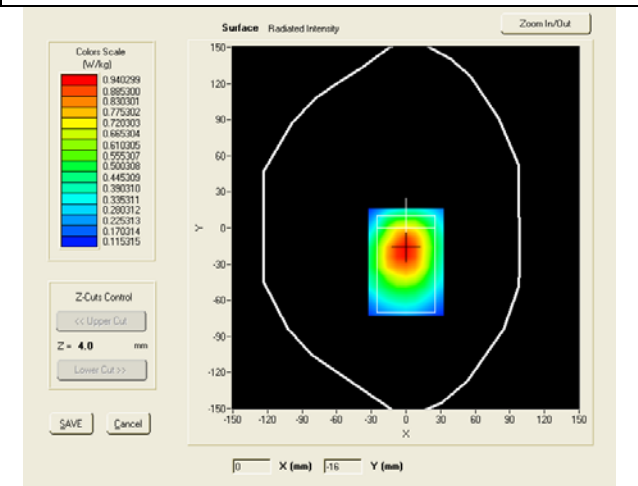 Surface Radiated Intensity
Zoom In/Out
Colors Scale
(W/kg)
0.940299
0.885300
0.830301
0.775302
0.720303
0.665304
0.610305
0.555307
0.500308
0.445309
0.390310
0.335311
0.280312
0.225313
0.170314
0.115315
Z-Cuts Control
<< Upper Cut
Z = 4.0 mm
Lower Cut >>
SAVE Cancel
150
120
90
60
30
0
-30
-60
-90
-120
-150
Y
-150 -120 -90 -60 -30 0 30 60 90 120 150
X
0 X (mm) -16 Y (mm)